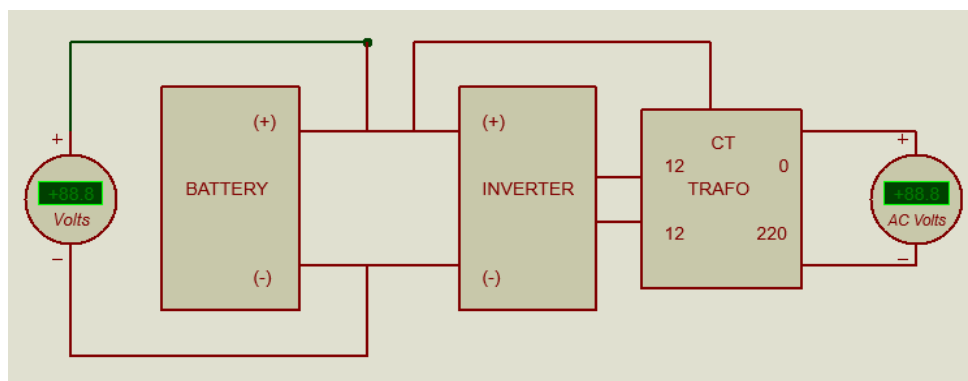 +
+88.8
Volts
−
BATTERY
(+)
(-)
(+)
INVERTER
(-)
CT
12
0
TRAFO
12
220
+
+88.8
AC Volts
−